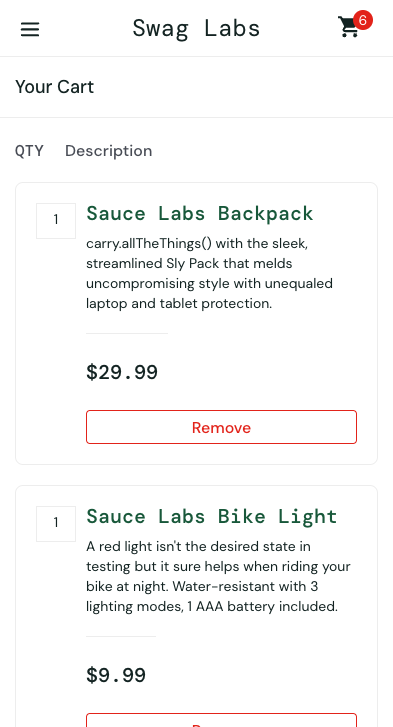 Swag Labs
6
Your Cart
QTY Description
1
Sauce Labs Backpack
carry.allTheThings() with the sleek,
streamlined Sly Pack that melds
uncompromising style with unequaled
laptop and tablet protection.
$29.99
Remove
1
Sauce Labs Bike Light
A red light isn't the desired state in
testing but it sure helps when riding your
bike at night. Water-resistant with 3
lighting modes, 1 AAA battery included.
$9.99